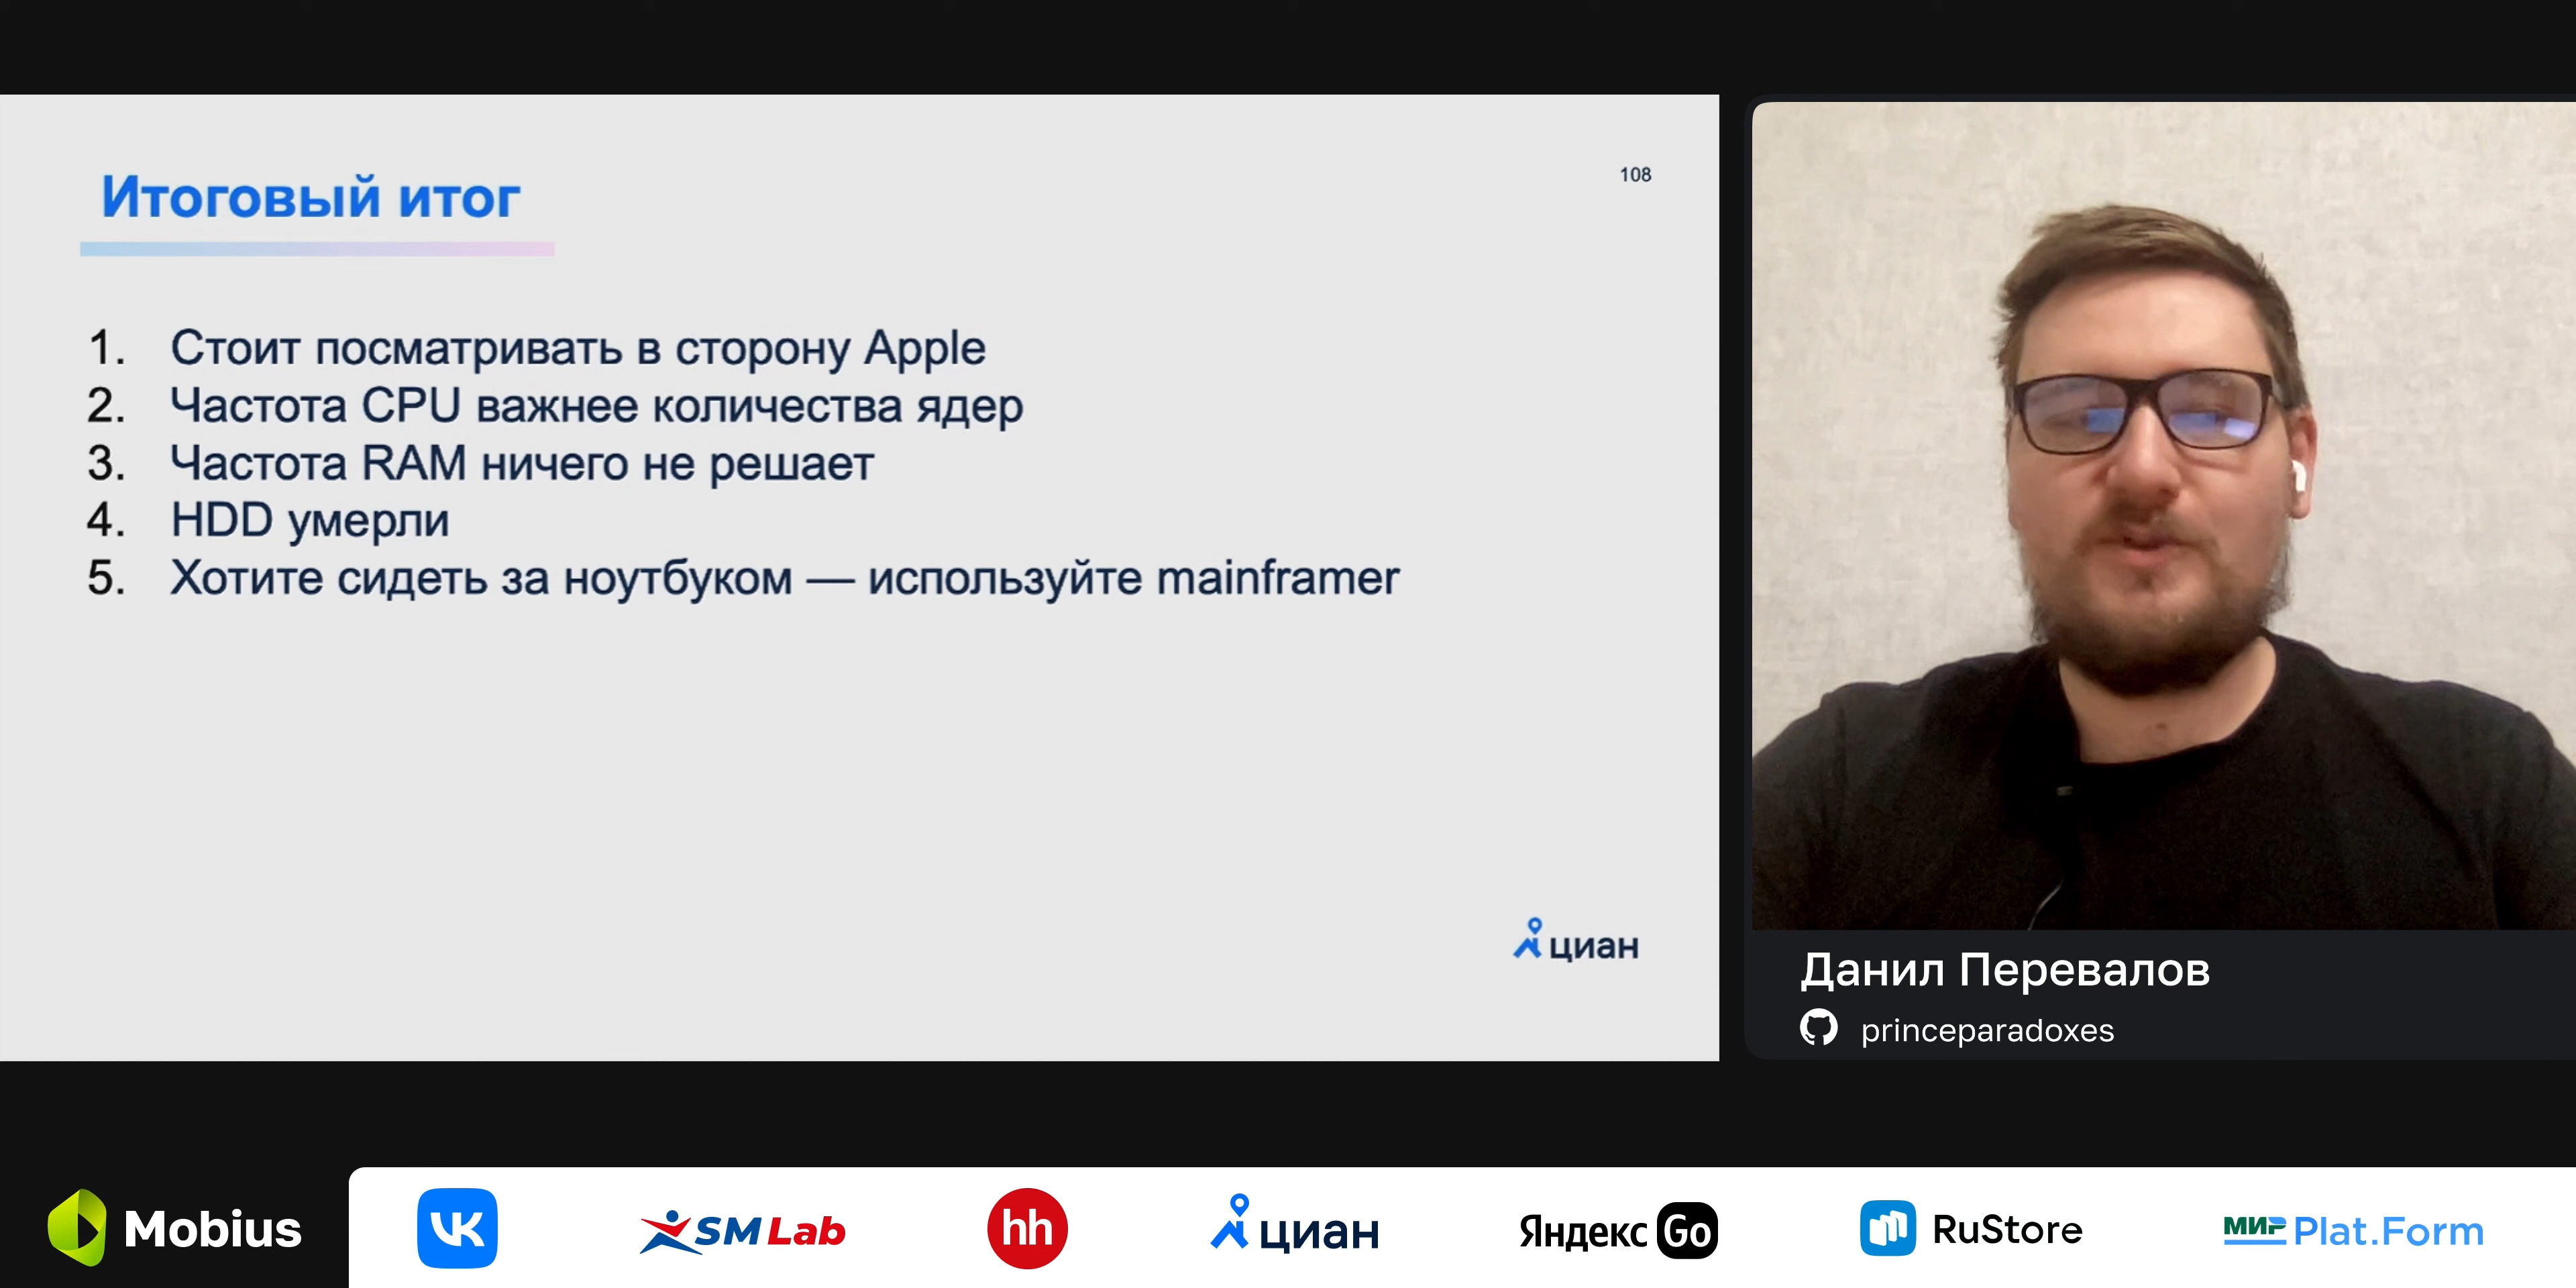 Итоговый итог
108
1. Стоит посматривать в сторону Apple
2. Частота CPU важнее количества ядер
3. Частота RAM ничего не решает
4. HDD умерли
5. Хотите сидеть за ноутбуком — используйте mainframer
циан
Данил Перевалов
princeparadoxes
Mobius
VK
SM Lab
hh
циан
Яндекс Go
RuStore
МИР Plat.Form